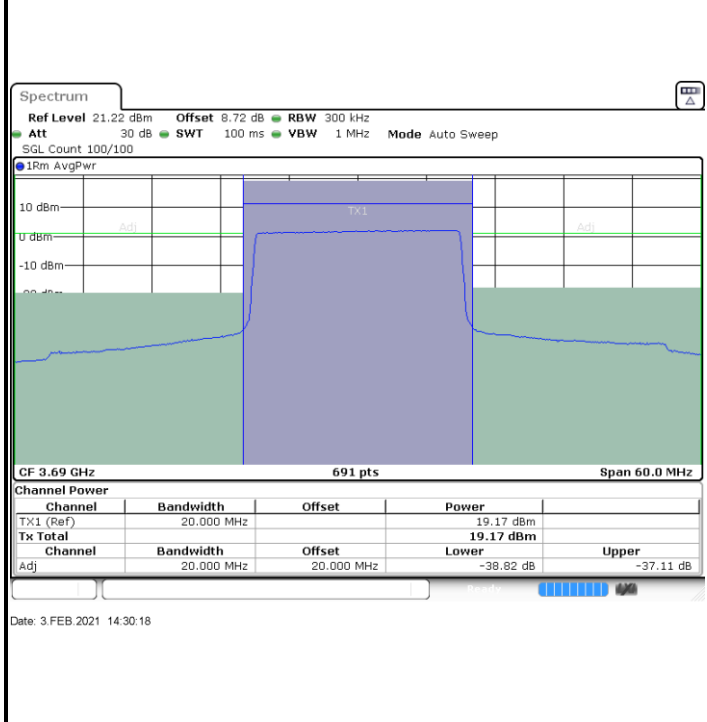 Spectrum
Ref Level 21.22 dBm Offset 8.72 dB RBW 300 kHz
Att 30 dB SWT 100 ms VBW 1 MHz Mode Auto Sweep
SGL Count 100/100
1Rm AvgPwr
10 dBm
TX1
Adj Adj
0 dBm
-10 dBm
CF 3.69 GHz 691 pts Span 60.0 MHz
Channel Power
Channel Bandwidth Offset Power
TX1 (Ref) 20.000 MHz 19.17 dBm
Tx Total 19.17 dBm
Channel Bandwidth Offset Lower Upper
Adj 20.000 MHz 20.000 MHz -38.82 dB -37.11 dB
Ready
Date: 3.FEB.2021 14:30:18